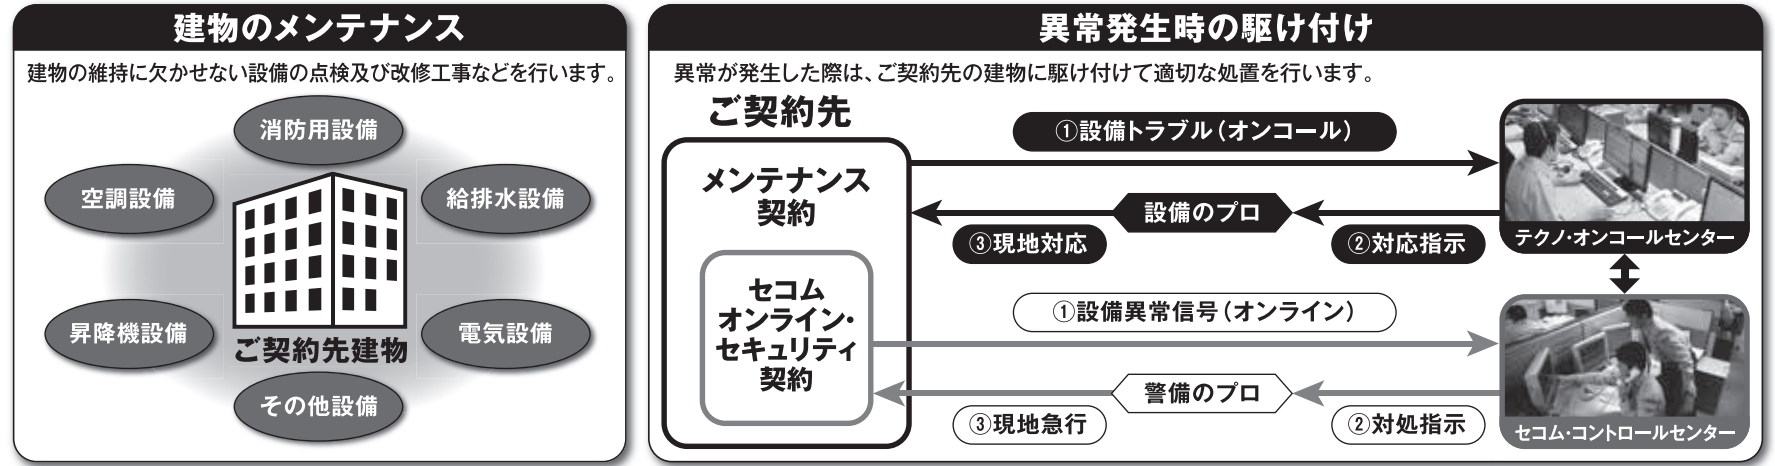 建物のメンテナンス
建物の維持に欠かせない設備の点検及び改修工事などを行います。
消防用設備
空調設備
給排水設備
昇降機設備
電気設備
ご契約先建物
その他設備
異常発生時の駆け付け
異常が発生した際は、ご契約先の建物に駆け付けて適切な処置を行います。
ご契約先
メンテナンス
契約
セコム
オンライン・
セキュリティ
契約
①設備トラブル（オンコール）
設備のプロ
③現地対応
②対応指示
テクノ・オンコールセンター
①設備異常信号（オンライン）
警備のプロ
③現地急行
②対処指示
セコム・コントロールセンター